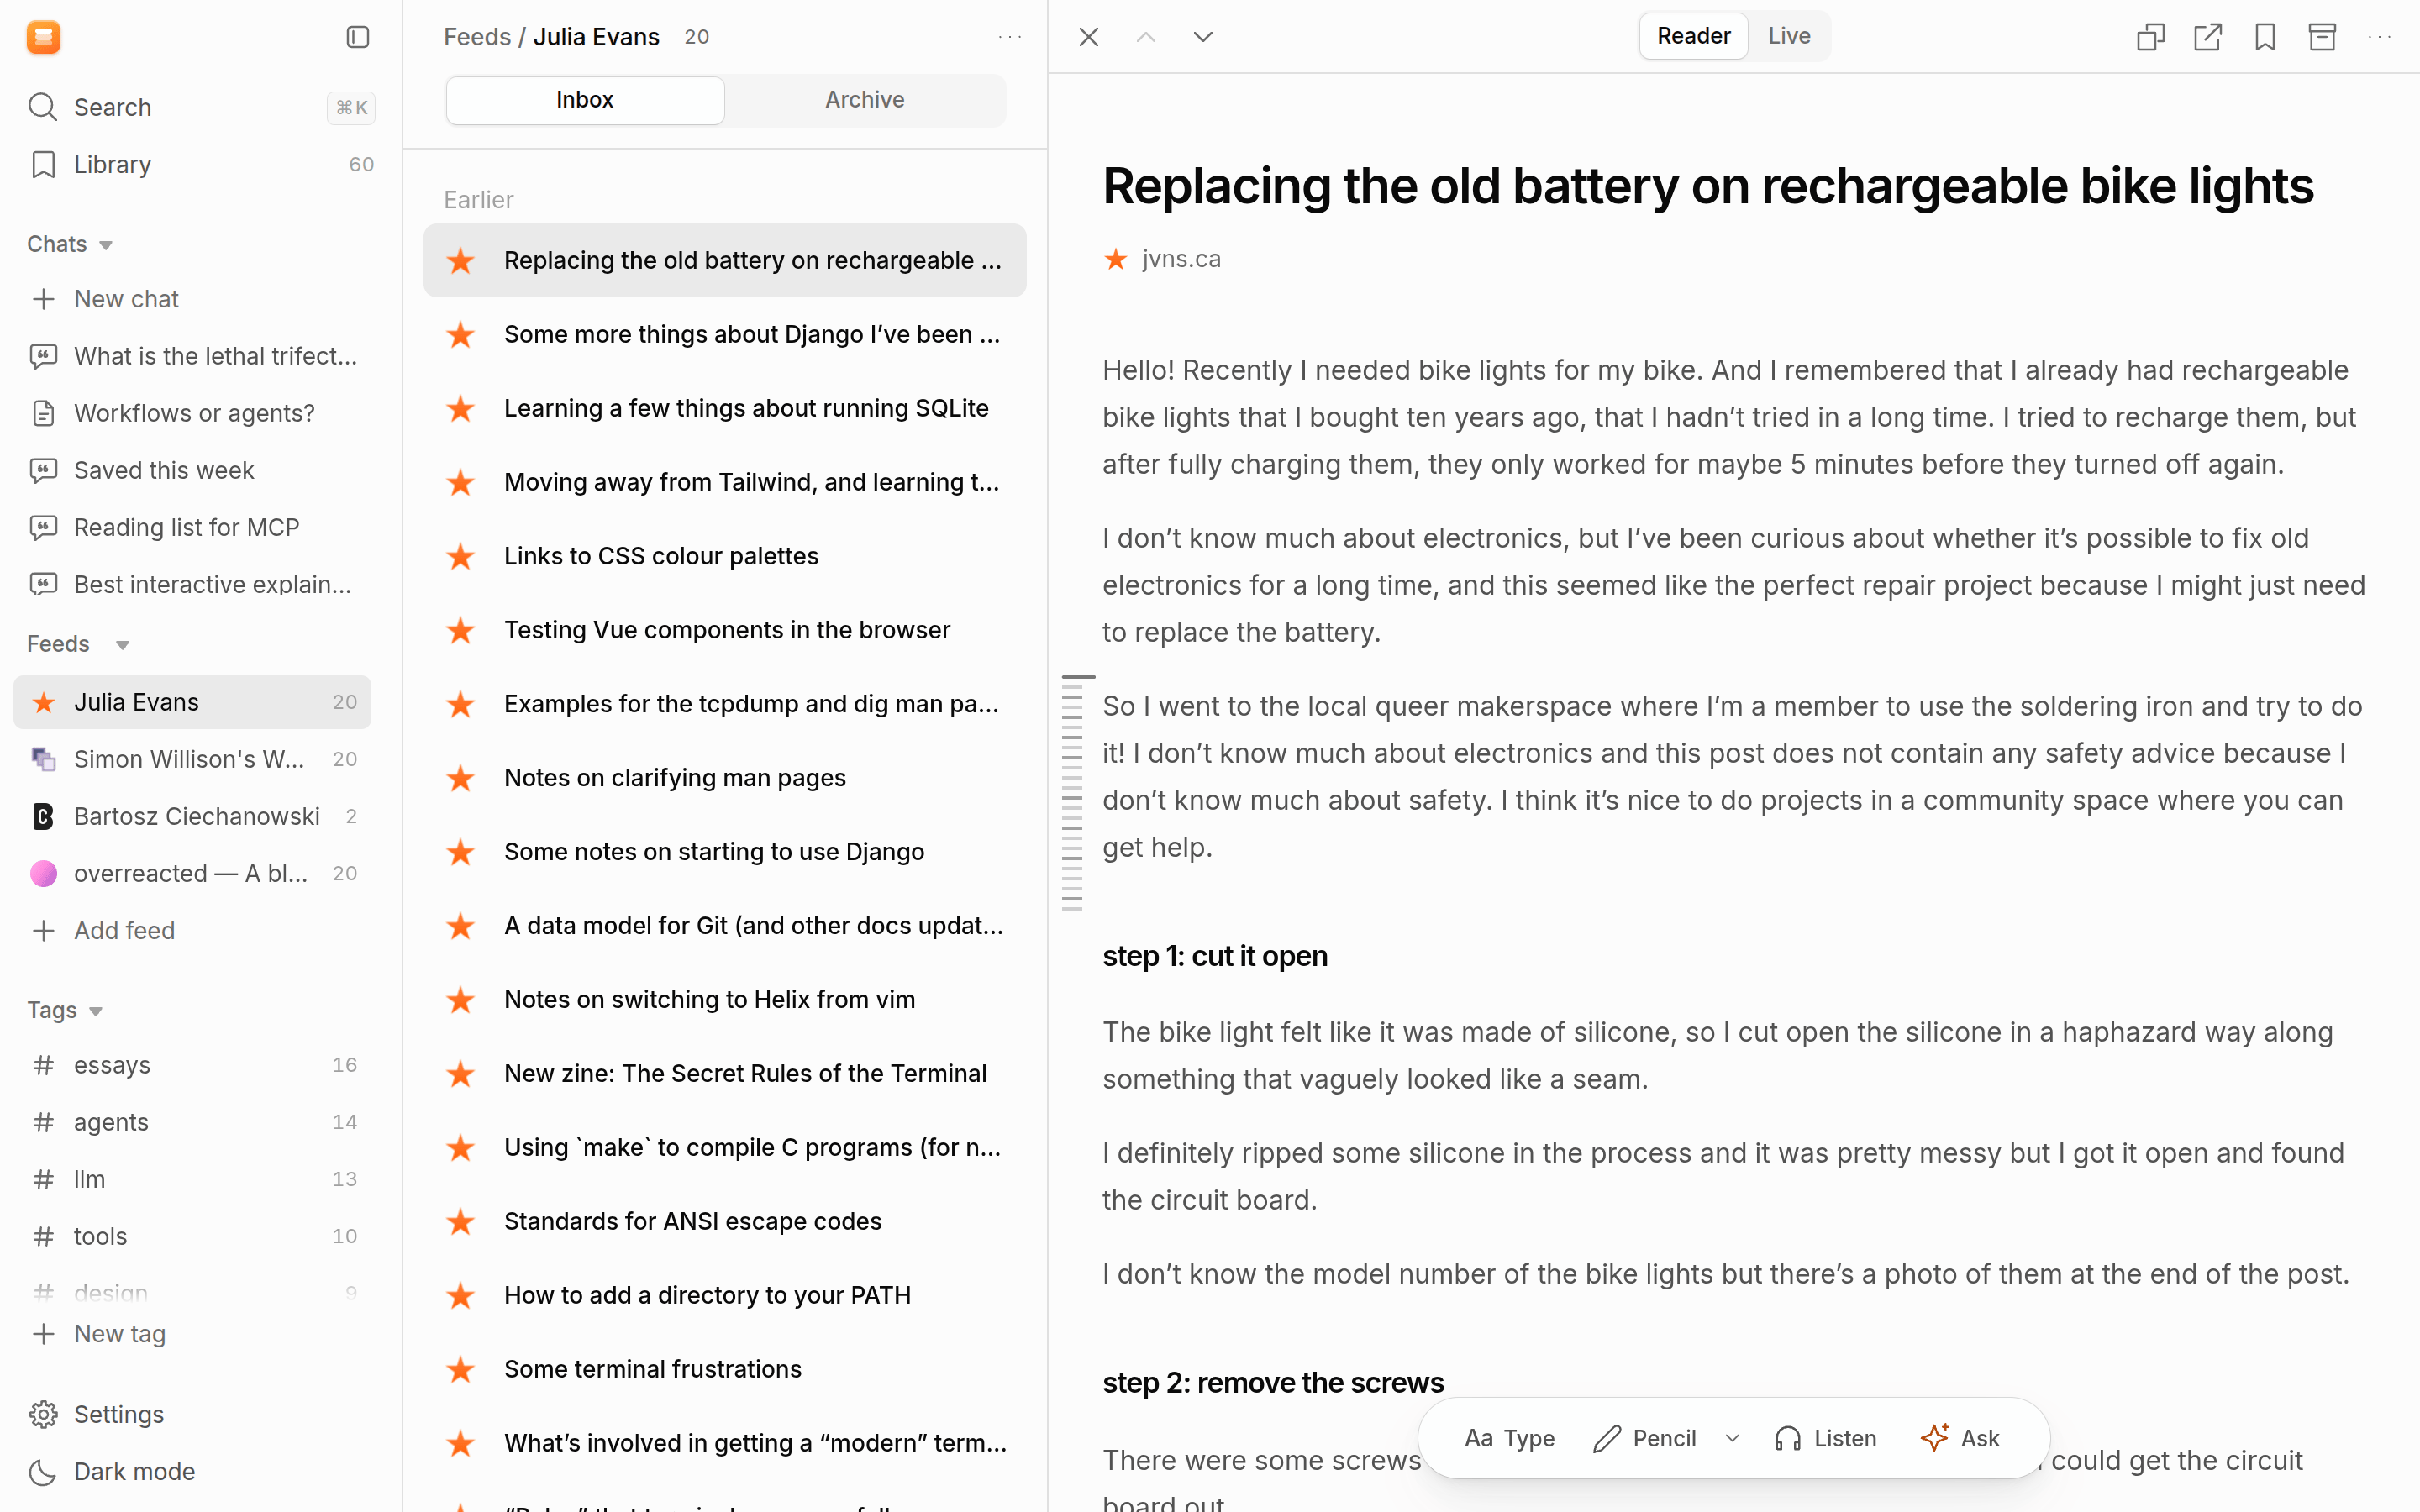 Search ⌘K
Library 60
Chats
New chat
What is the lethal trifect...
Workflows or agents?
Saved this week
Reading list for MCP
Best interactive explain...
Feeds
Julia Evans 20
Simon Willison's W... 20
Bartosz Ciechanowski 2
overreacted — A bl... 20
Add feed
Tags
# essays 16
# agents 14
# llm 13
# tools 10
# design 9
New tag
Settings
Dark mode
Feeds / Julia Evans 20
Inbox Archive
Earlier
Replacing the old battery on rechargeable ...
Some more things about Django I’ve been ...
Learning a few things about running SQLite
Moving away from Tailwind, and learning t...
Links to CSS colour palettes
Testing Vue components in the browser
Examples for the tcpdump and dig man pa...
Notes on clarifying man pages
Some notes on starting to use Django
A data model for Git (and other docs updat...
Notes on switching to Helix from vim
New zine: The Secret Rules of the Terminal
Using `make` to compile C programs (for n...
Standards for ANSI escape codes
How to add a directory to your PATH
Some terminal frustrations
What’s involved in getting a “modern” term...
Reader Live
Replacing the old battery on rechargeable bike lights
jvns.ca
Hello! Recently I needed bike lights for my bike. And I remembered that I already had rechargeable
bike lights that I bought ten years ago, that I hadn’t tried in a long time. I tried to recharge them, but
after fully charging them, they only worked for maybe 5 minutes before they turned off again.
I don’t know much about electronics, but I’ve been curious about whether it’s possible to fix old
electronics for a long time, and this seemed like the perfect repair project because I might just need
to replace the battery.
So I went to the local queer makerspace where I’m a member to use the soldering iron and try to do
it! I don’t know much about electronics and this post does not contain any safety advice because I
don’t know much about safety. I think it’s nice to do projects in a community space where you can
get help.
step 1: cut it open
The bike light felt like it was made of silicone, so I cut open the silicone in a haphazard way along
something that vaguely looked like a seam.
I definitely ripped some silicone in the process and it was pretty messy but I got it open and found
the circuit board.
I don’t know the model number of the bike lights but there’s a photo of them at the end of the post.
step 2: remove the screws
There were some screws could get the circuit
board out
Aa Type Pencil Listen Ask